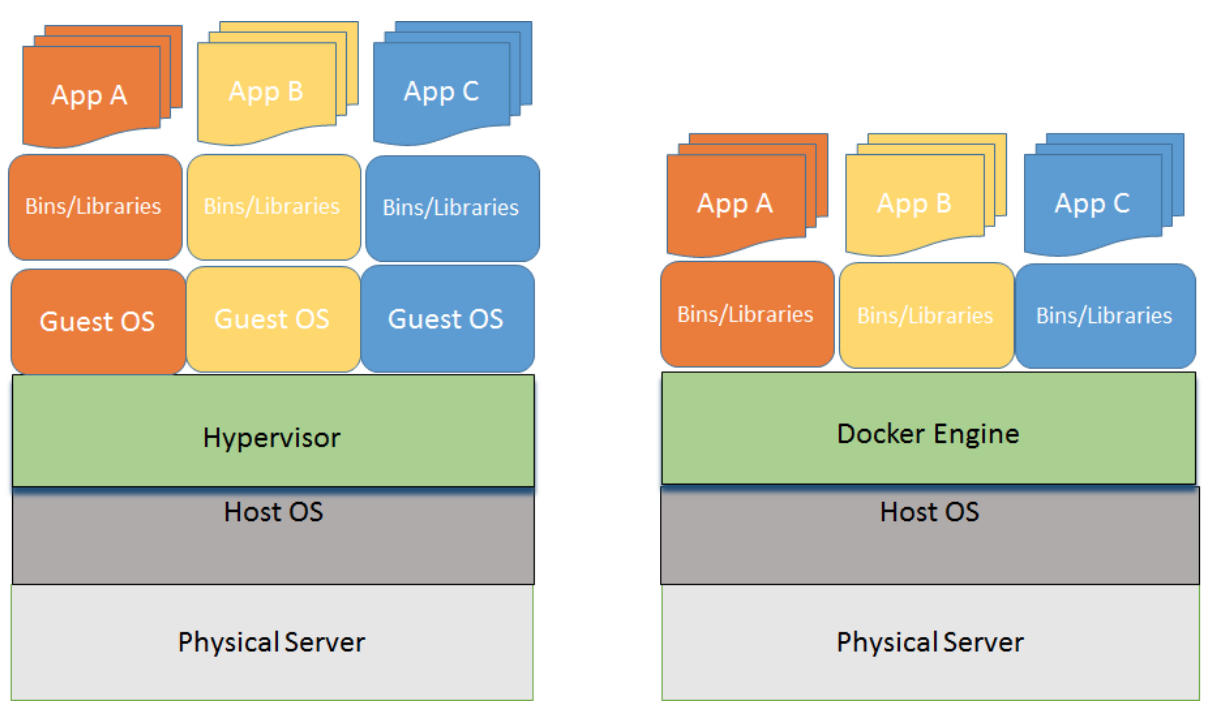 App A
App B
App C
Bins/Libraries
Bins/Libraries
Bins/Libraries
Guest OS
Guest OS
Guest OS
Hypervisor
Host OS
Physical Server
App A
App B
App C
Bins/Libraries
Bins/Libraries
Bins/Libraries
Docker Engine
Host OS
Physical Server